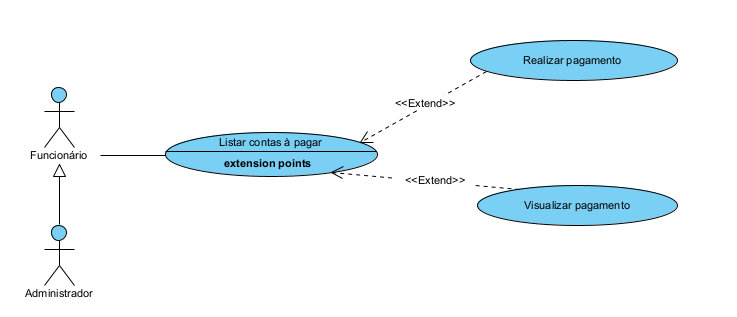 Realizar pagamento
<<Extend>>
Listar contas à pagar
extension points
Funcionário
<<Extend>>
Visualizar pagamento
Administrador